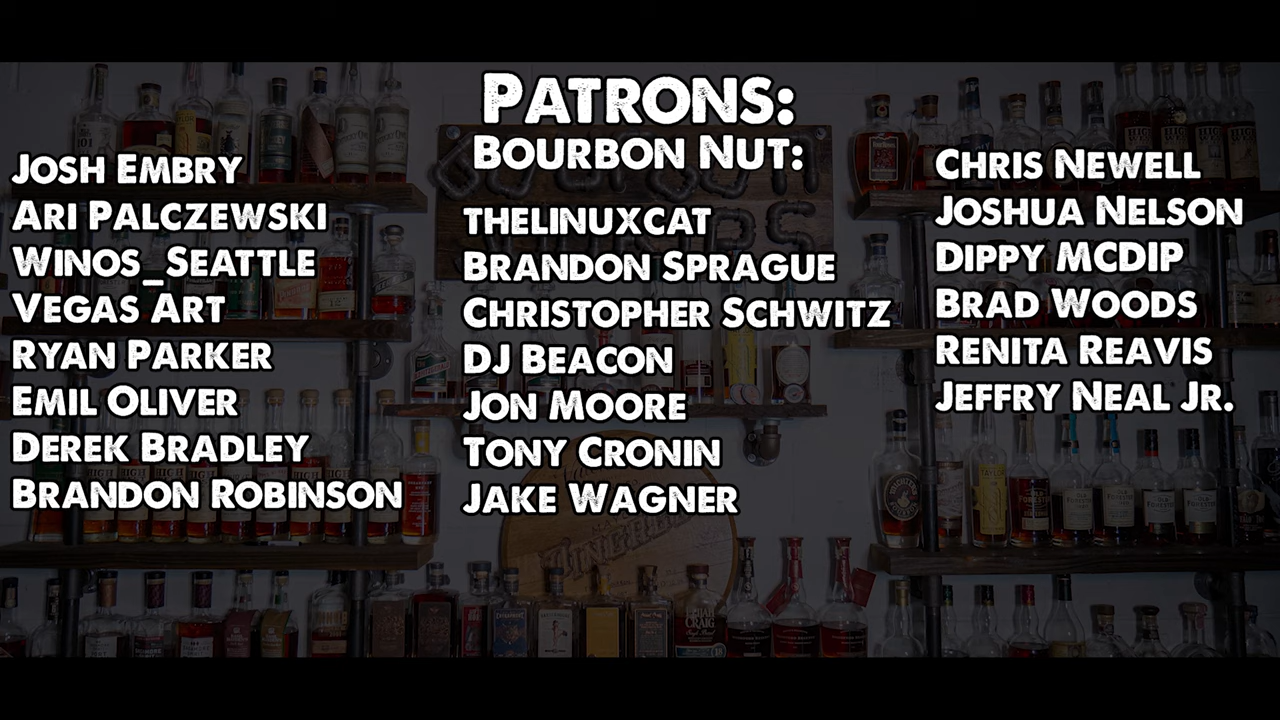 Patrons:
Bourbon Nut:
Josh Embry
Ari Palczewski
Winos_Seattle
Vegas Art
Ryan Parker
Emil Oliver
Derek Bradley
Brandon Robinson
thelinuxcat
Brandon Sprague
Christopher Schwitz
DJ Beacon
Jon Moore
Tony Cronin
Jake Wagner
Chris Newell
Joshua Nelson
Dippy McDip
Brad Woods
Renita Reavis
Jeffry Neal Jr.
Elijah
Craig